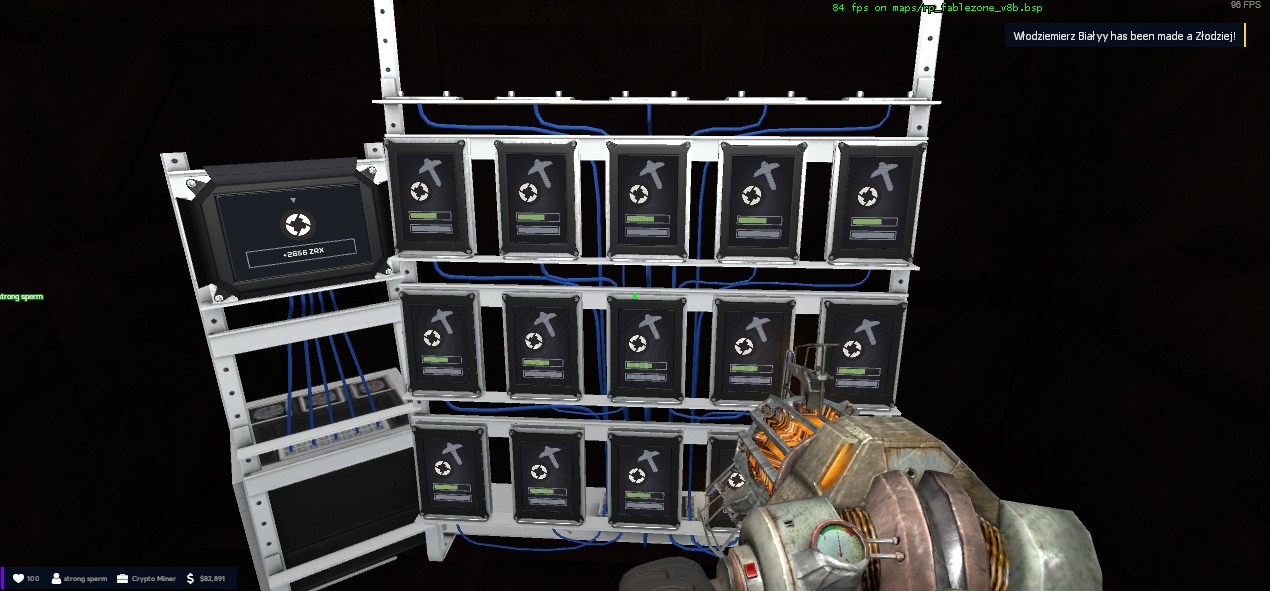 84 fps on maps/rp_fablezone_v8b.bsp
96 FPS
Włodziemierz Białyy has been made a Złodziej!
+2656 ZRX
strong sperm
100 strong sperm Crypto Miner $82,891